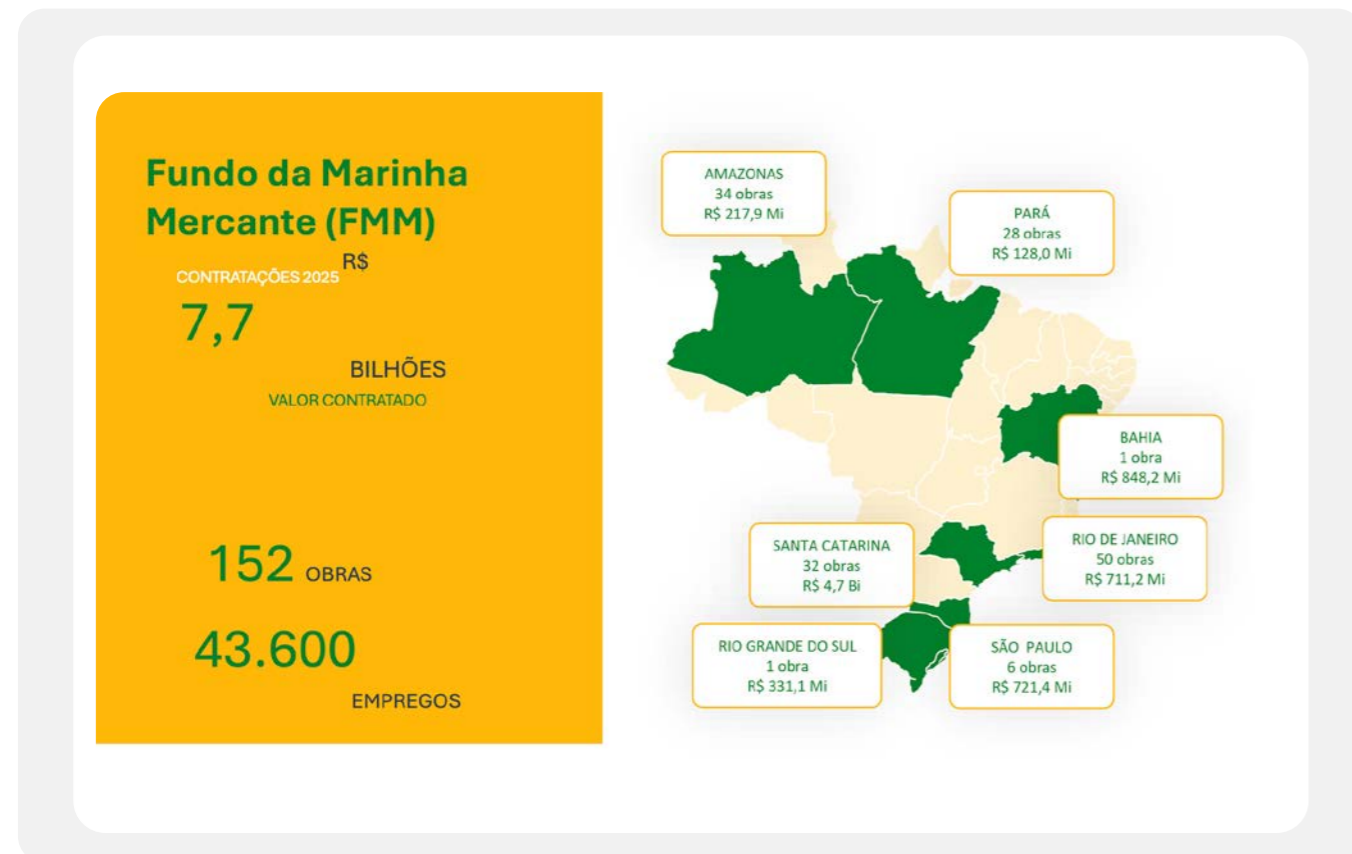 Fundo da Marinha
Mercante (FMM)
R$
CONTRATAÇÕES 2025
7,7
BILHÕES
VALOR CONTRATADO
152 OBRAS
43.600
EMPREGOS
AMAZONAS
34 obras
R$ 217,9 Mi
PARÁ
28 obras
R$ 128,0 Mi
BAHIA
1 obra
R$ 848,2 Mi
SANTA CATARINA
32 obras
R$ 4,7 Bi
RIO DE JANEIRO
50 obras
R$ 711,2 Mi
RIO GRANDE DO SUL
1 obra
R$ 331,1 Mi
SÃO PAULO
6 obras
R$ 721,4 Mi